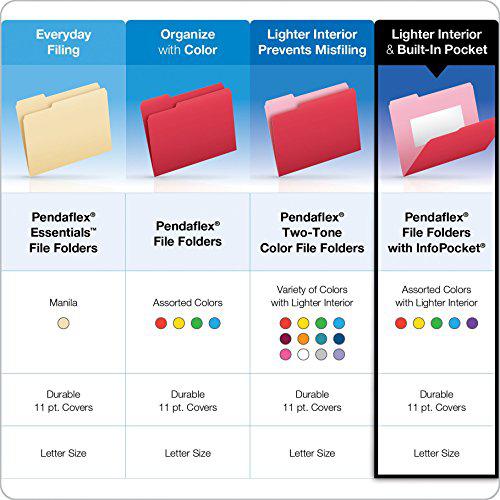 Everyday
Filing
Organize
with Color
Lighter Interior
Prevents Misfiling
Lighter Interior
& Built-In Pocket
Pendaflex®
Essentials™
File Folders
Pendaflex®
File Folders
Pendaflex®
Two-Tone
Color File Folders
Pendaflex®
File Folders
with InfoPocket®
Manila
Assorted Colors
Variety of Colors
with Lighter Interior
Assorted Colors
with Lighter Interior
Durable
11 pt. Covers
Durable
11 pt. Covers
Durable
11 pt. Covers
Durable
11 pt. Covers
Letter Size
Letter Size
Letter Size
Letter Size